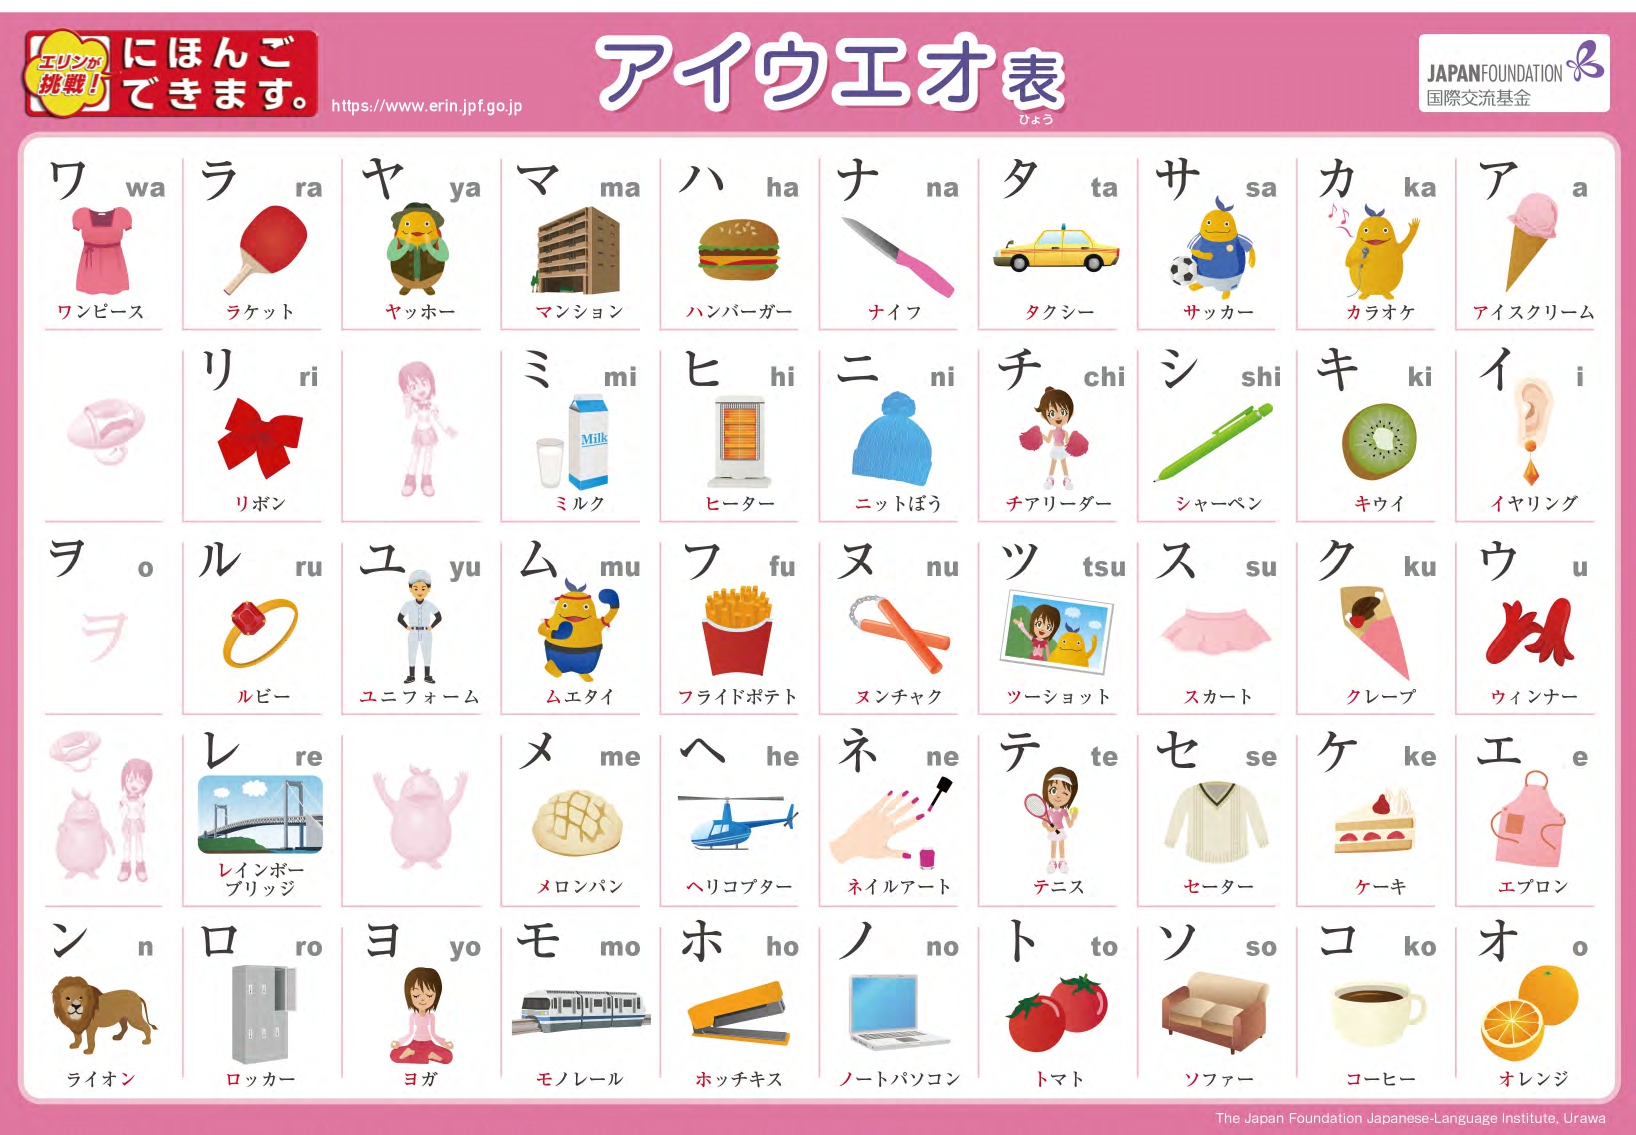 エリンが
挑戦!
にほんご
できます。
https://www.erin.jpf.go.jp
アイウエオ表
ひょう
JAPANFOUNDATION
国際交流基金
ア a
アイスクリーム
イ i
イヤリング
ウ u
ウィンナー
エ e
エプロン
オ o
オレンジ
カ ka
カラオケ
キ ki
キウイ
ク ku
クレープ
ケ ke
ケーキ
コ ko
コーヒー
サ sa
サッカー
シ shi
シャーペン
ス su
スカート
セ se
セーター
ソ so
ソファー
タ ta
タクシー
チ chi
チアリーダー
ツ tsu
ツーショット
テ te
テニス
ト to
トマト
ナ na
ナイフ
ニ ni
ニットぼう
ヌ nu
ヌンチャク
ネ ne
ネイルアート
ノ no
ノートパソコン
ハ ha
ハンバーガー
ヒ hi
ヒーター
フ fu
フライドポテト
ヘ he
ヘリコプター
ホ ho
ホッチキス
マ ma
マンション
ミ mi
Milk
ミルク
ム mu
ムエタイ
メ me
メロンパン
モ mo
モノレール
ヤ ya
ヤッホー
ユ yu
ユニフォーム
ヨ yo
ヨガ
ラ ra
ラケット
リ ri
リボン
ル ru
ルビー
レ re
レインボー
ブリッジ
ロ ro
ロッカー
ワ wa
ワンピース
ヲ o
ヲ
ン n
ライオン
The Japan Foundation Japanese-Language Institute, Urawa